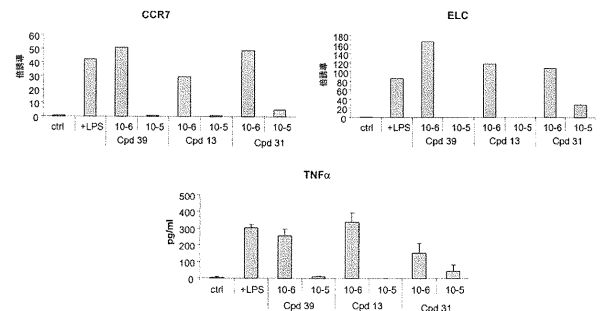 CCR7
倍誘導
60
50
40
30
20
10
0
ctrl +LPS 10-6 10-5 10-6 10-5 10-6 10-5
Cpd 39 Cpd 13 Cpd 31
ELC
倍誘導
180
160
140
120
100
80
60
40
20
0
ctrl +LPS 10-6 10-5 10-6 10-5 10-6 10-5
Cpd 39 Cpd 13 Cpd 31
TNFα
pg/ml
500
400
300
200
100
0
ctrl +LPS 10-6 10-5 10-6 10-5 10-6 10-5
Cpd 39 Cpd 13 Cpd 31